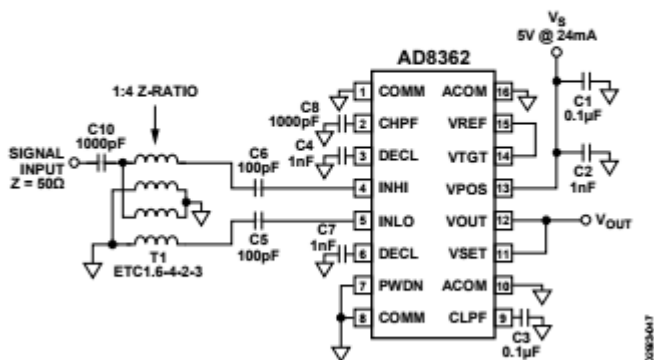 VS
5V @ 24mA
AD8362
1:4 Z-RATIO
C10
1000pF
SIGNAL
INPUT
Z = 50Ω
T1
ETC1.6-4-2-3
C8
1000pF
C4
1nF
C6
100pF
C5
100pF
C7
1nF
1 COMM
2 CHPF
3 DECL
4 INHI
5 INLO
6 DECL
7 PWDN
8 COMM
ACOM 16
VREF 15
VTGT 14
VPOS 13
VOUT 12
VSET 11
ACOM 10
CLPF 9
C1
0.1µF
C2
1nF
VOUT
C3
0.1µF
02923-047